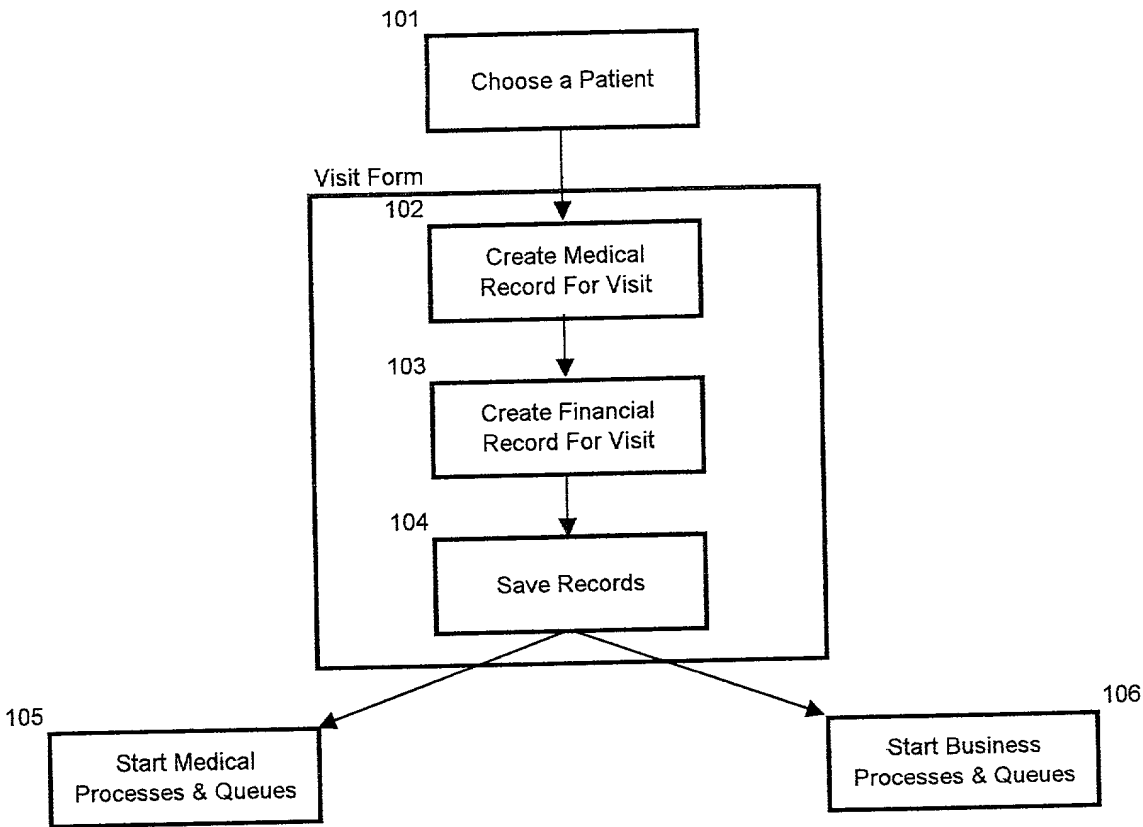 101
Choose a Patient
Visit Form
102
Create Medical
Record For Visit
103
Create Financial
Record For Visit
104
Save Records
105
Start Medical
Processes & Queues
106
Start Business
Processes & Queues